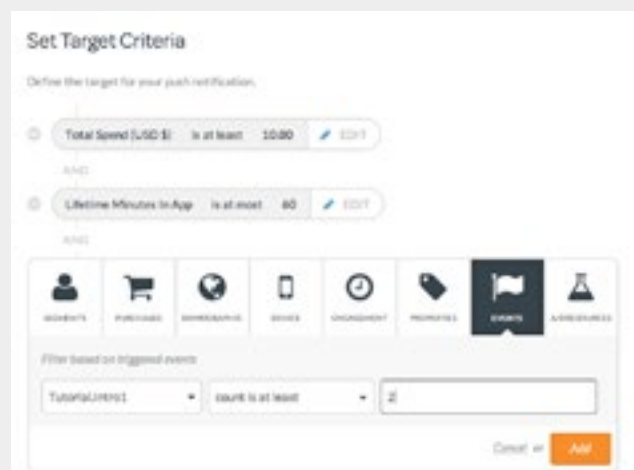 Set Target Criteria
Define the target for your push notification.
Total Spend (USD $) is at least 10.00 EDIT
AND
Lifetime Minutes In App is at most 60 EDIT
AND
SEGMENTS PURCHASES DEMOGRAPHICS DEVICE ENGAGEMENT PROPERTIES EVENTS
Filter based on triggered events
count is at least 2
Cancel or Add